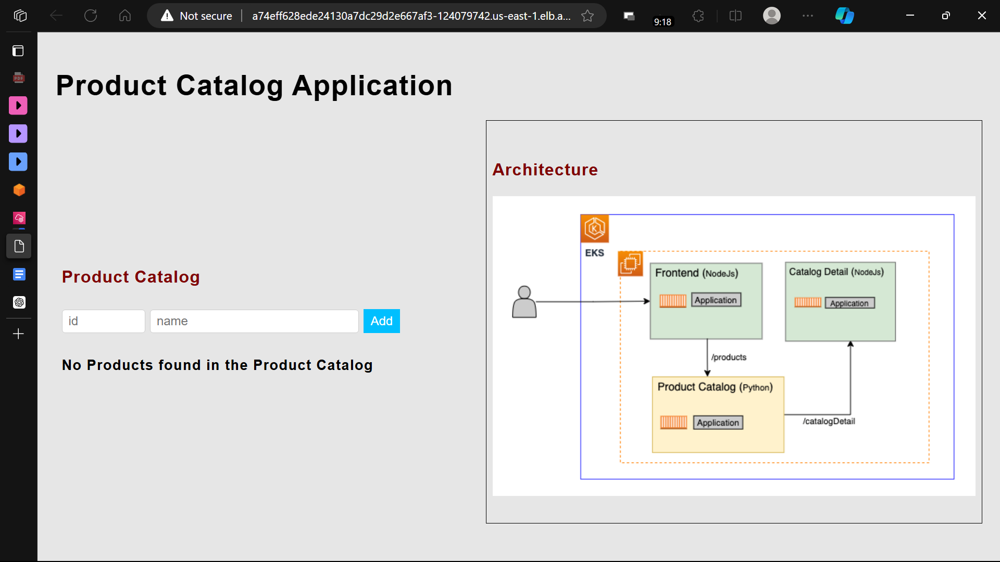 Not secure
a74eff628ede24130a7dc29d2e667af3-124079742.us-east-1.elb.a...
9:18
PDF
Product Catalog Application
Product Catalog
id
name
Add
No Products found in the Product Catalog
Architecture
EKS
Frontend (NodeJs)
Application
Catalog Detail (NodeJs)
Application
/products
Product Catalog (Python)
Application
/catalogDetail